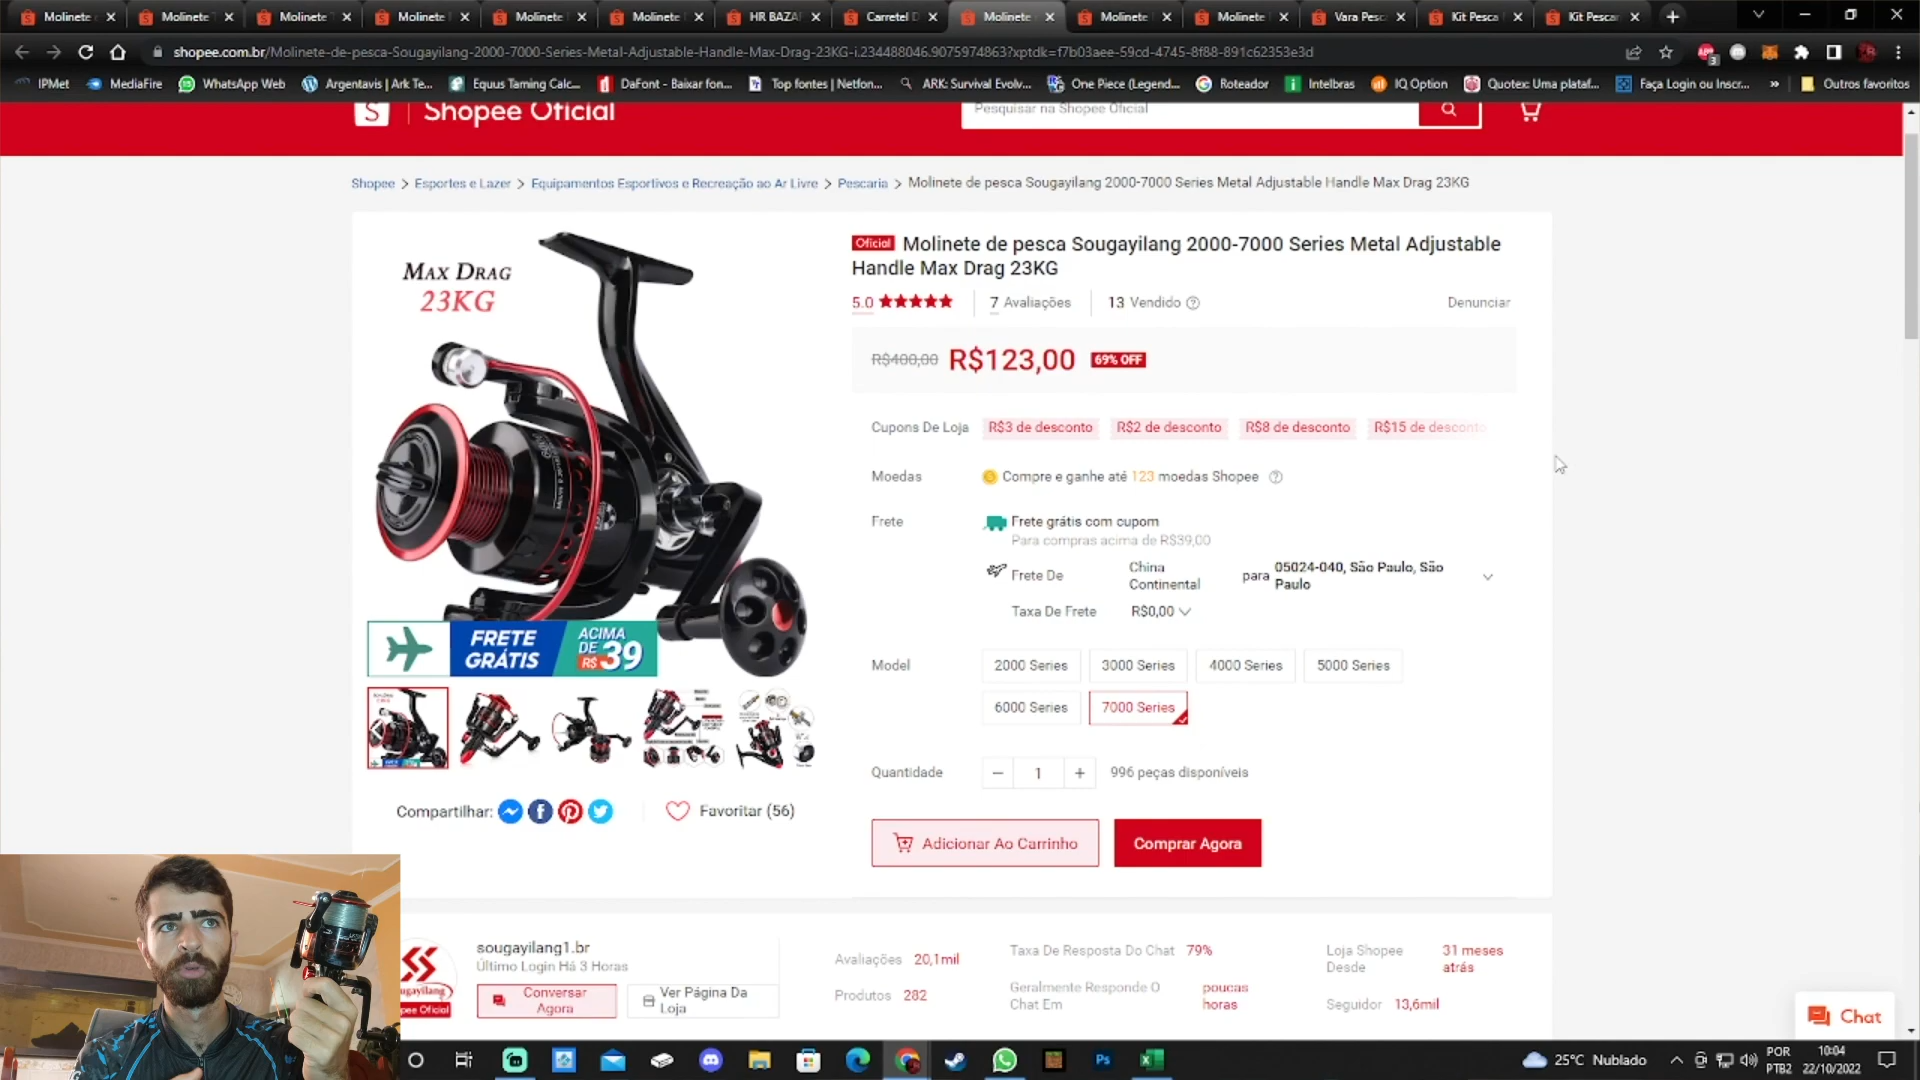 Molinete
Molinete
Molinete
Molinete
Molinete
Molinete
HR BAZA
Carretel
Molinete
Molinete
Molinete
Vara Pesc
Kit Pesca
Kit Pescar
shopee.com.br/Molinete-de-pesca-Sougayilang-2000-7000-Series-Metal-Adjustable-Handle-Max-Drag-23KG-i.234488046.9075974863?xptdk=f7b03aee-59cd-4745-8f88-891c62353e3d
IPMet
MediaFire
WhatsApp Web
Argentavis | Ark Te...
Equus Taming Calc...
DaFont - Baixar fon...
Top fontes | Netfon...
ARK: Survival Evolv...
One Piece (Legend...
Roteador
Intelbras
IQ Option
Quotex: Uma plataf...
Faça Login ou Inscr...
»
Outros favoritos
Shopee Oficial
Pesquisar na Shopee Oficial
Shopee > Esportes e Lazer > Equipamentos Esportivos e Recreação ao Ar Livre > Pescaria > Molinete de pesca Sougayilang 2000-7000 Series Metal Adjustable Handle Max Drag 23KG
MAX DRAG
23KG
FRETE
GRÁTIS
ACIMA
DE
R$ 39
Oficial Molinete de pesca Sougayilang 2000-7000 Series Metal Adjustable
Handle Max Drag 23KG
5.0
7 Avaliações
13 Vendido
Denunciar
R$400,00 R$123,00 69% OFF
Cupons De Loja
R$3 de desconto
R$2 de desconto
R$8 de desconto
R$15 de desconto
Moedas
Compre e ganhe até 123 moedas Shopee
Frete
Frete grátis com cupom
Para compras acima de R$39,00
Frete De
China
Continental
para
05024-040, São Paulo, São
Paulo
Taxa De Frete
R$0,00
Model
2000 Series
3000 Series
4000 Series
5000 Series
6000 Series
7000 Series
Quantidade
− 1 +
996 peças disponíveis
Adicionar Ao Carrinho
Comprar Agora
Compartilhar:
Favoritar (56)
sougayilang1.br
Último Login Há 3 Horas
Conversar
Agora
Ver Página Da
Loja
Avaliações 20,1mil
Produtos 282
Taxa De Resposta Do Chat 79%
Geralmente Responde O
Chat Em
poucas
horas
Loja Shopee
Desde
31 meses
atrás
Seguidor 13,6mil
Chat
25°C Nublado
POR
PTB2
10:04
22/10/2022